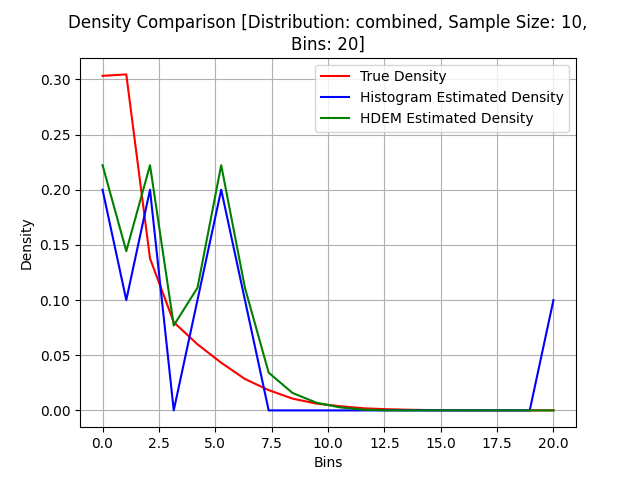 Density Comparison [Distribution: combined, Sample Size: 10,
Bins: 20]
True Density
Histogram Estimated Density
HDEM Estimated Density
Density
0.30
0.25
0.20
0.15
0.10
0.05
0.00
0.0 2.5 5.0 7.5 10.0 12.5 15.0 17.5 20.0
Bins